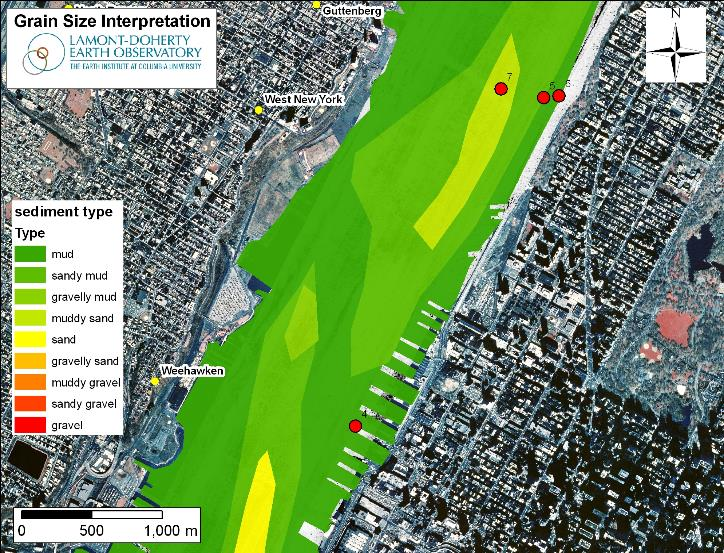 Grain Size Interpretation
LAMONT-DOHERTY
EARTH OBSERVATORY
THE EARTH INSTITUTE AT COLUMBIA UNIVERSITY
Guttenberg
N
7
5
West New York
sediment type
Type
mud
sandy mud
gravelly mud
muddy sand
sand
gravelly sand
muddy gravel
sandy gravel
gravel
Weehawken
4
0 500 1,000 m